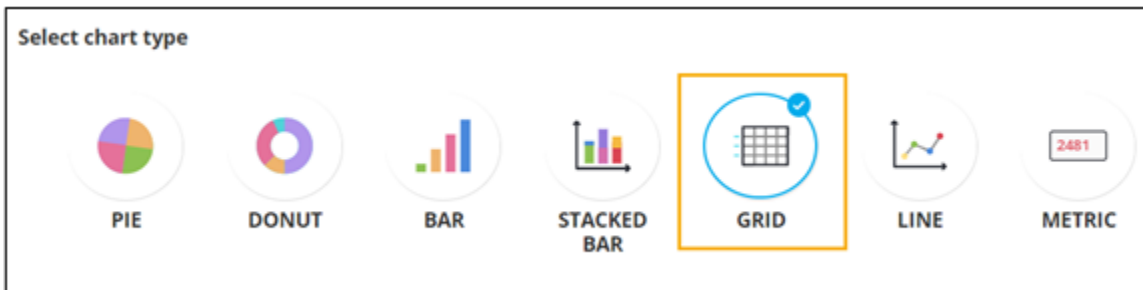 Select chart type
2481
PIE
DONUT
BAR
STACKED
BAR
GRID
LINE
METRIC